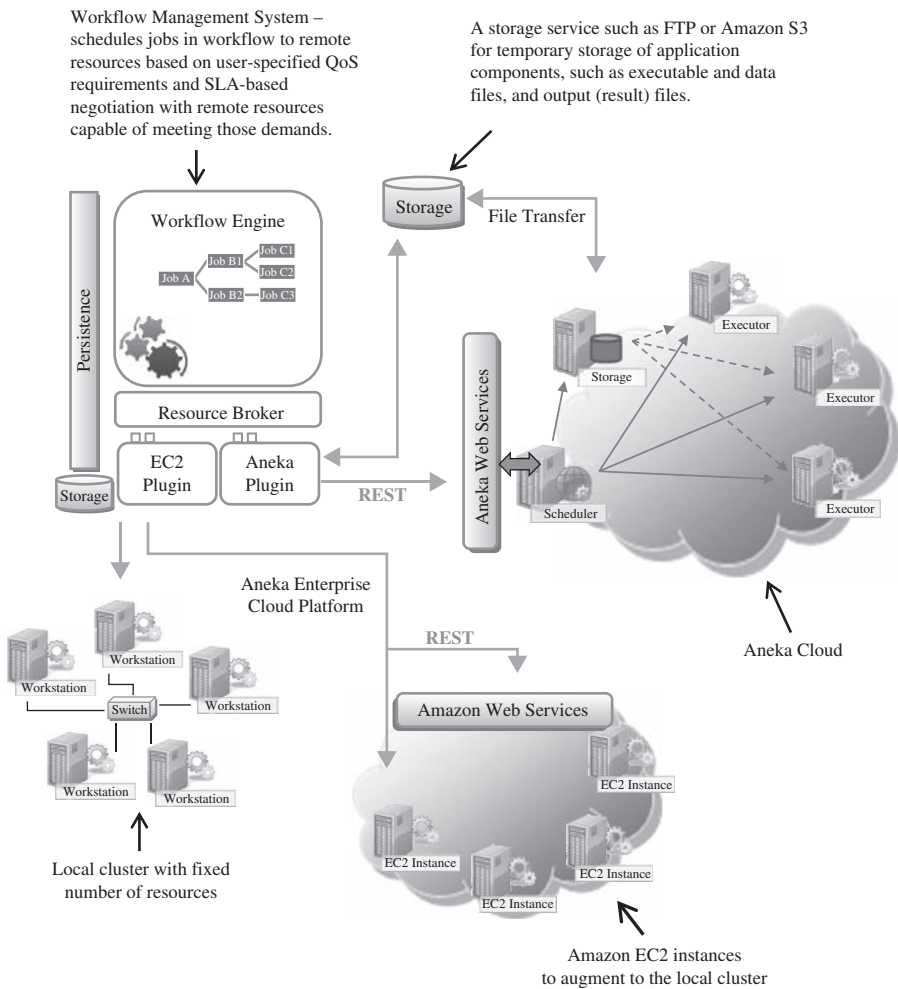 Workflow Management System –
schedules jobs in workflow to remote
resources based on user-specified QoS
requirements and SLA-based
negotiation with remote resources
capable of meeting those demands.
A storage service such as FTP or Amazon S3
for temporary storage of application
components, such as executable and data
files, and output (result) files.
Persistence
Workflow Engine
Job A
Job B1
Job B2
Job C1
Job C2
Job C3
Storage
File Transfer
Resource Broker
EC2
Plugin
Aneka
Plugin
Storage
REST
Aneka Web Services
Storage
Scheduler
Executor
Executor
Executor
Aneka Cloud
Aneka Enterprise
Cloud Platform
REST
Workstation
Workstation
Workstation
Switch
Workstation
Workstation
Local cluster with fixed
number of resources
Amazon Web Services
EC2 Instance
EC2 Instance
EC2 Instance
EC2 Instance
Amazon EC2 instances
to augment to the local cluster